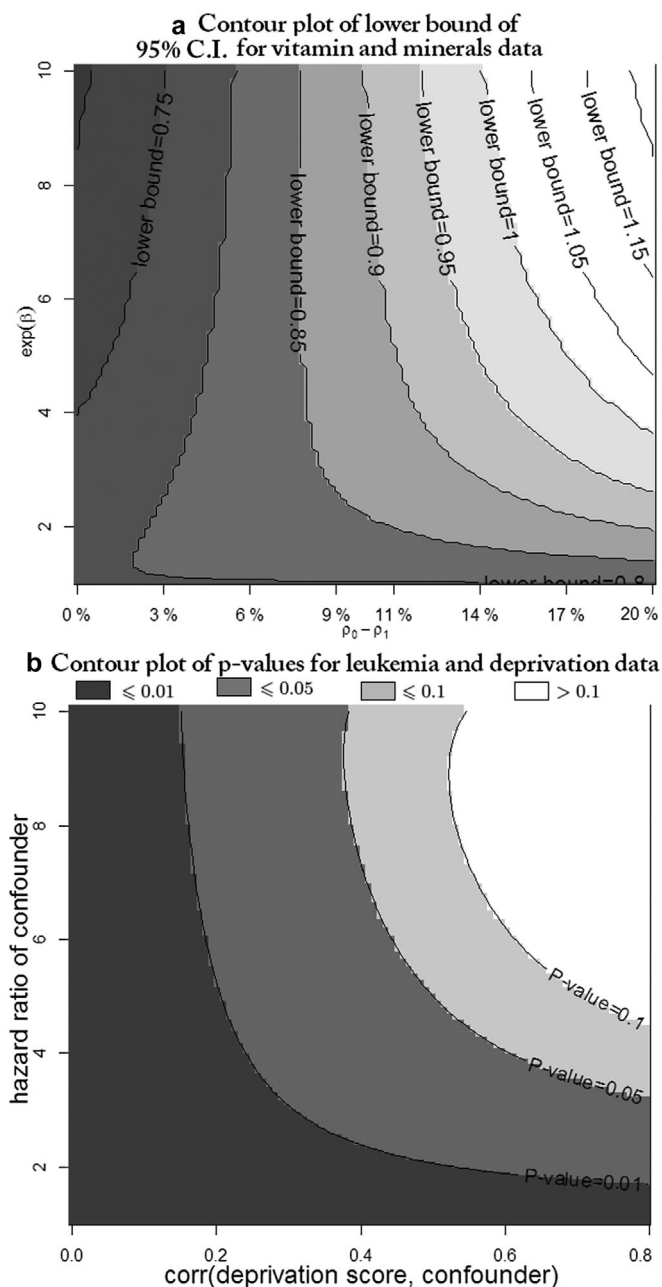 a Contour plot of lower bound of
95% C.I. for vitamin and minerals data
exp(β)
10
8
6
4
2
lower bound=0.75
lower bound=0.85
lower bound=0.9
lower bound=0.95
lower bound=1
lower bound=1.05
lower bound=1.15
lower bound=0.8
0 % 3 % 6 % 9 % 11 % 14 % 17 % 20 %
ρ₀−ρ₁
b Contour plot of p-values for leukemia and deprivation data
⩽ 0.01 ⩽ 0.05 ⩽ 0.1 > 0.1
hazard ratio of confounder
10
8
6
4
2
P-value=0.1
P-value=0.05
P-value=0.01
0.0 0.2 0.4 0.6 0.8
corr(deprivation score, confounder)